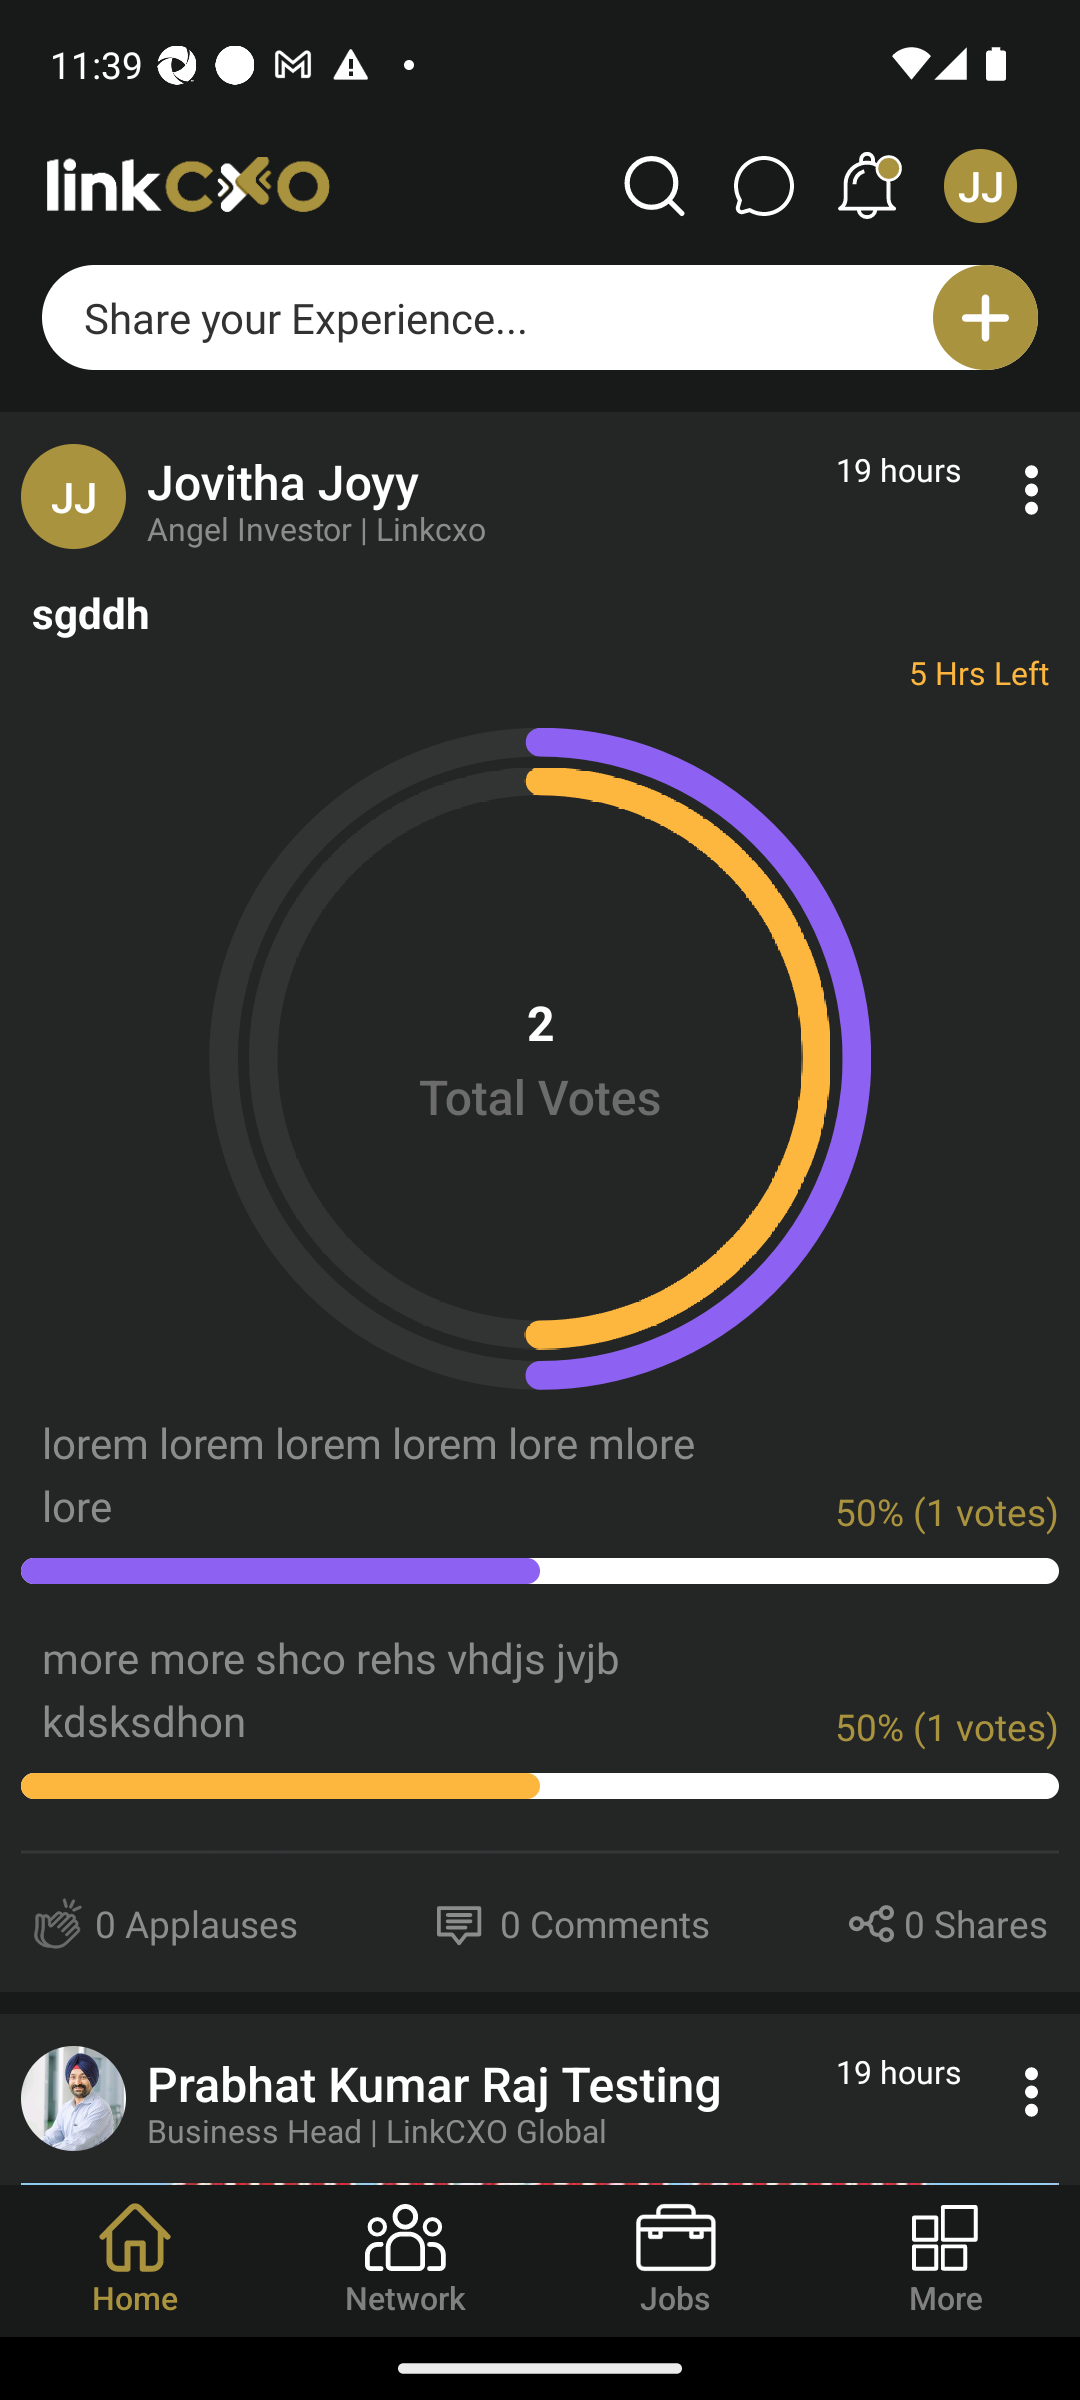 11:39
linkCXO
JJ
Share your Experience...
JJ
Jovitha Joyy
19 hours
Angel Investor | Linkcxo
sgddh
5 Hrs Left
2
Total Votes
lorem lorem lorem lorem lore mlore
lore
50% (1 votes)
more more shco rehs vhdjs jvjb
kdsksdhon
50% (1 votes)
0 Applauses
0 Comments
0 Shares
Prabhat Kumar Raj Testing
19 hours
Business Head | LinkCXO Global
Home
Network
Jobs
More